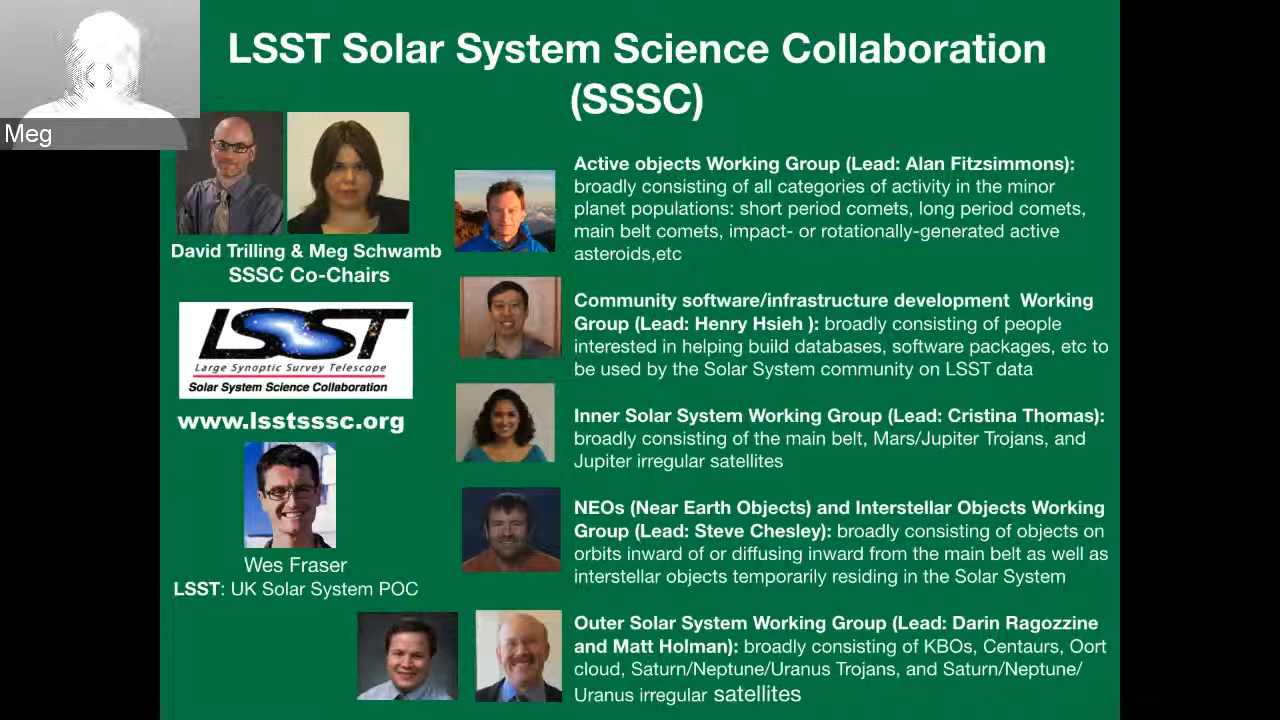 LSST Solar System Science Collaboration
(SSSC)
Meg
David Trilling & Meg Schwamb
SSSC Co-Chairs
LSST
Large Synoptic Survey Telescope
Solar System Science Collaboration
www.lsstsssc.org
Wes Fraser
LSST: UK Solar System POC
Active objects Working Group (Lead: Alan Fitzsimmons):
broadly consisting of all categories of activity in the minor
planet populations: short period comets, long period comets,
main belt comets, impact- or rotationally-generated active
asteroids,etc
Community software/infrastructure development Working
Group (Lead: Henry Hsieh ): broadly consisting of people
interested in helping build databases, software packages, etc to
be used by the Solar System community on LSST data
Inner Solar System Working Group (Lead: Cristina Thomas):
broadly consisting of the main belt, Mars/Jupiter Trojans, and
Jupiter irregular satellites
NEOs (Near Earth Objects) and Interstellar Objects Working
Group (Lead: Steve Chesley): broadly consisting of objects on
orbits inward of or diffusing inward from the main belt as well as
interstellar objects temporarily residing in the Solar System
Outer Solar System Working Group (Lead: Darin Ragozzine
and Matt Holman): broadly consisting of KBOs, Centaurs, Oort
cloud, Saturn/Neptune/Uranus Trojans, and Saturn/Neptune/
Uranus irregular satellites